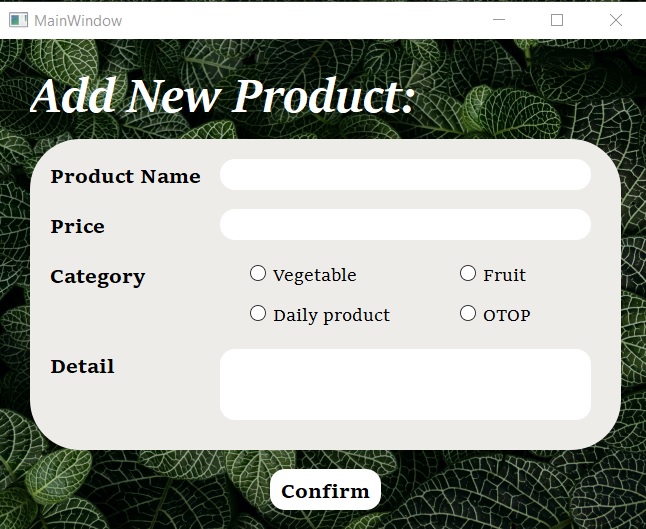 MainWindow
Add New Product:
Product Name
Price
Category Vegetable Fruit
Daily product OTOP
Detail
Confirm